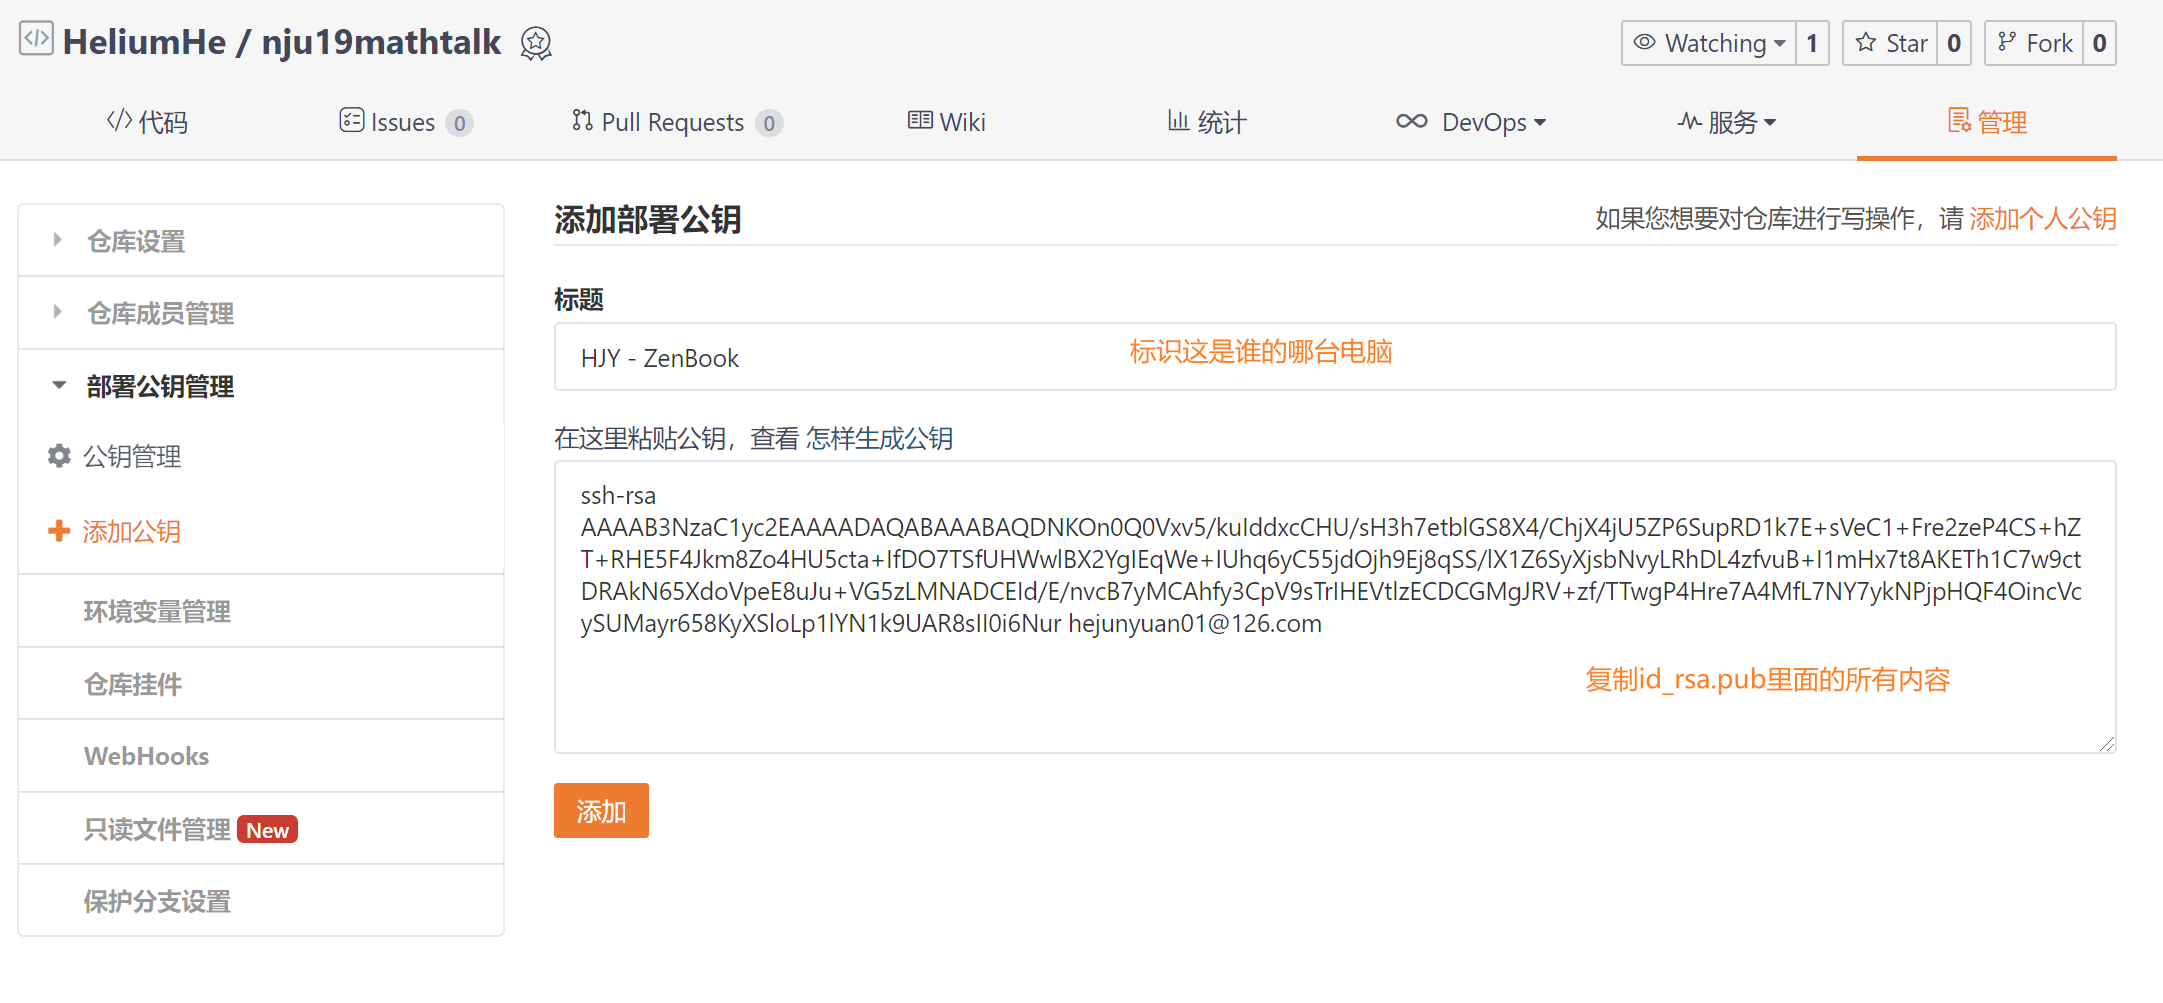 HeliumHe / nju19mathtalk
Watching 1
Star 0
Fork 0
代码
Issues 0
Pull Requests 0
Wiki
统计
DevOps
服务
管理
仓库设置
仓库成员管理
部署公钥管理
公钥管理
添加公钥
环境变量管理
仓库挂件
WebHooks
只读文件管理 New
保护分支设置
添加部署公钥
如果您想要对仓库进行写操作，请 添加个人公钥
标题
HJY - ZenBook
标识这是谁的哪台电脑
在这里粘贴公钥，查看 怎样生成公钥
ssh-rsa
AAAAB3NzaC1yc2EAAAADAQABAAABAQDNKOn0Q0Vxv5/kuIddxcCHU/sH3h7etblGS8X4/ChjX4jU5ZP6SupRD1k7E+sVeC1+Fre2zeP4CS+hZ
T+RHE5F4Jkm8Zo4HU5cta+IfDO7TSfUHWwlBX2YgIEqWe+IUhq6yC55jdOjh9Ej8qSS/lX1Z6SyXjsbNvyLRhDL4zfvuB+I1mHx7t8AKETh1C7w9ct
DRAkN65XdoVpeE8uJu+VG5zLMNADCEId/E/nvcB7yMCAhfy3CpV9sTrIHEVtlzECDCGMgJRV+zf/TTwgP4Hre7A4MfL7NY7ykNPjpHQF4OincVc
ySUMayr658KyXSloLp1lYN1k9UAR8sII0i6Nur hejunyuan01@126.com
复制id_rsa.pub里面的所有内容
添加